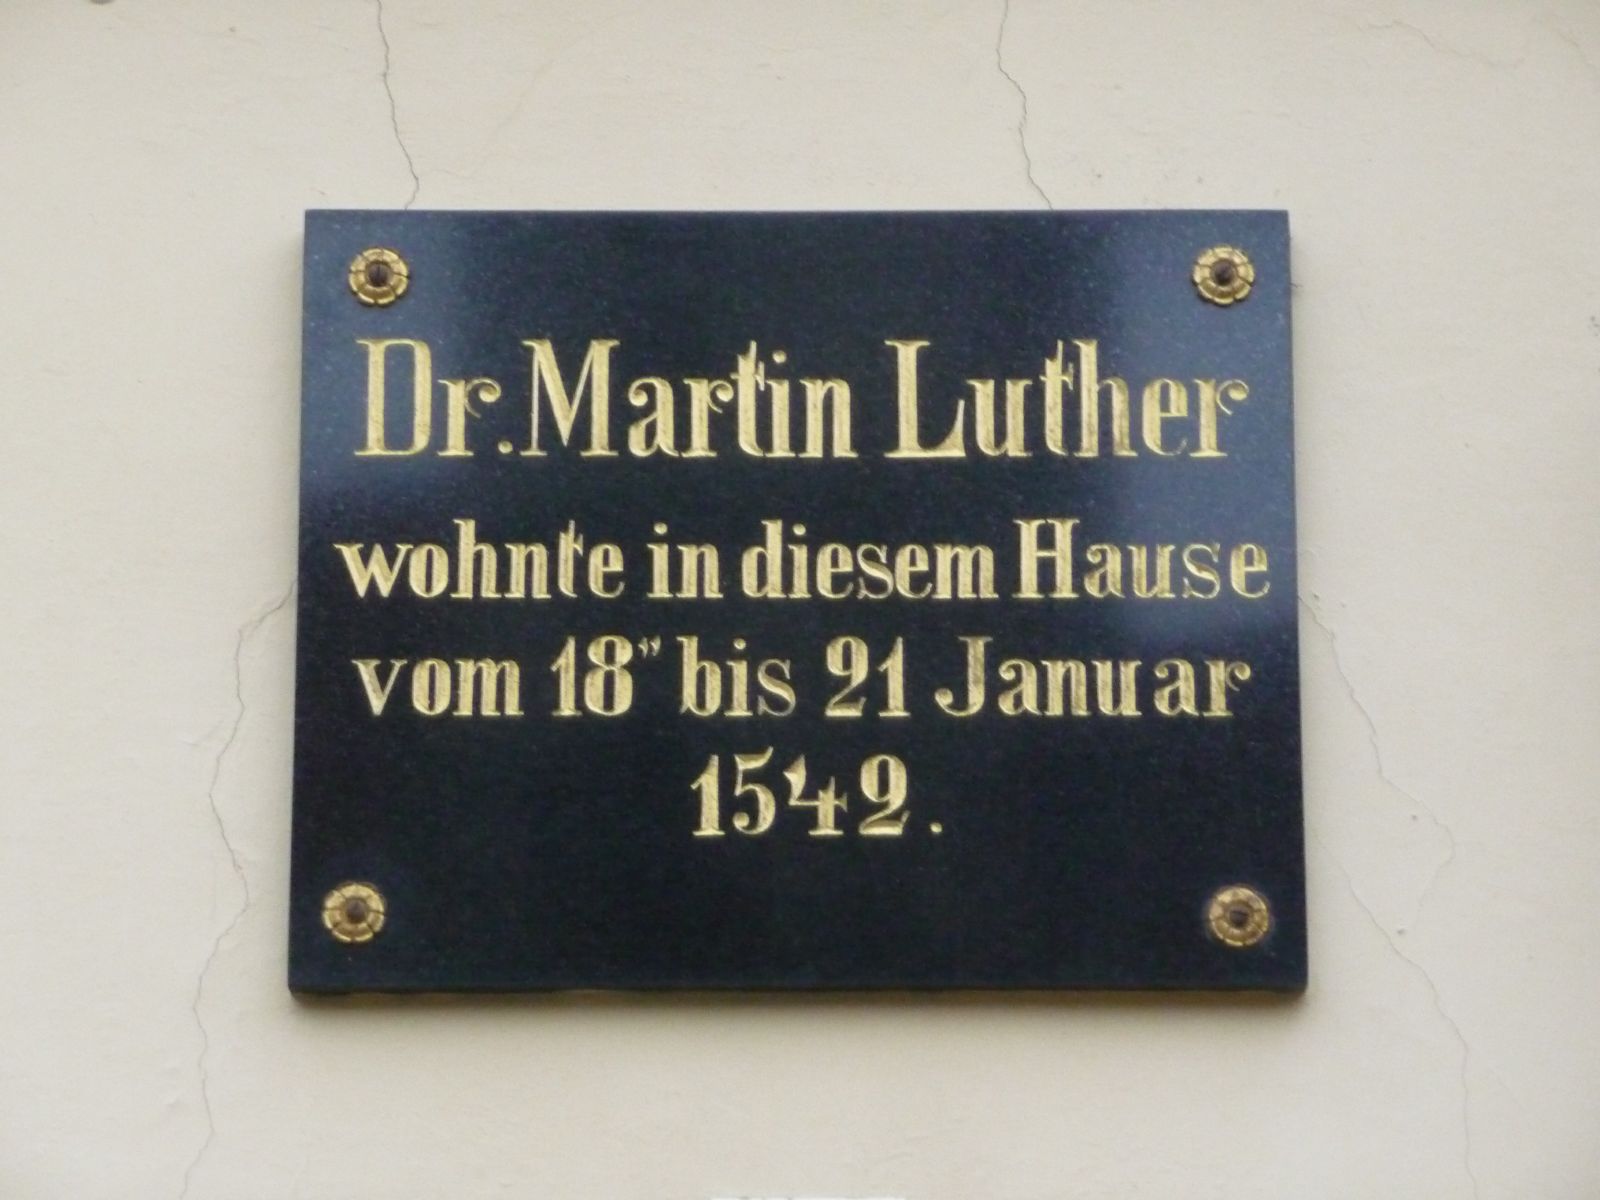 Dr. Martin Luther
wohnte in diesem Hause
vom 18" bis 21 Januar
1542.